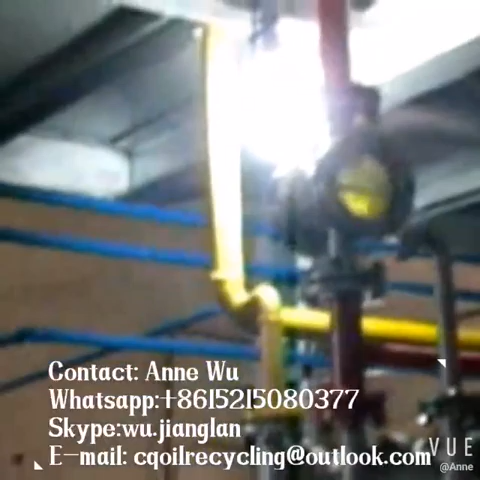 Contact: Anne Wu
Whatsapp:+8615215080377
Skype:wu.jianglan
E-mail: cqoilrecycling@outlook.com
VUE
@Anne